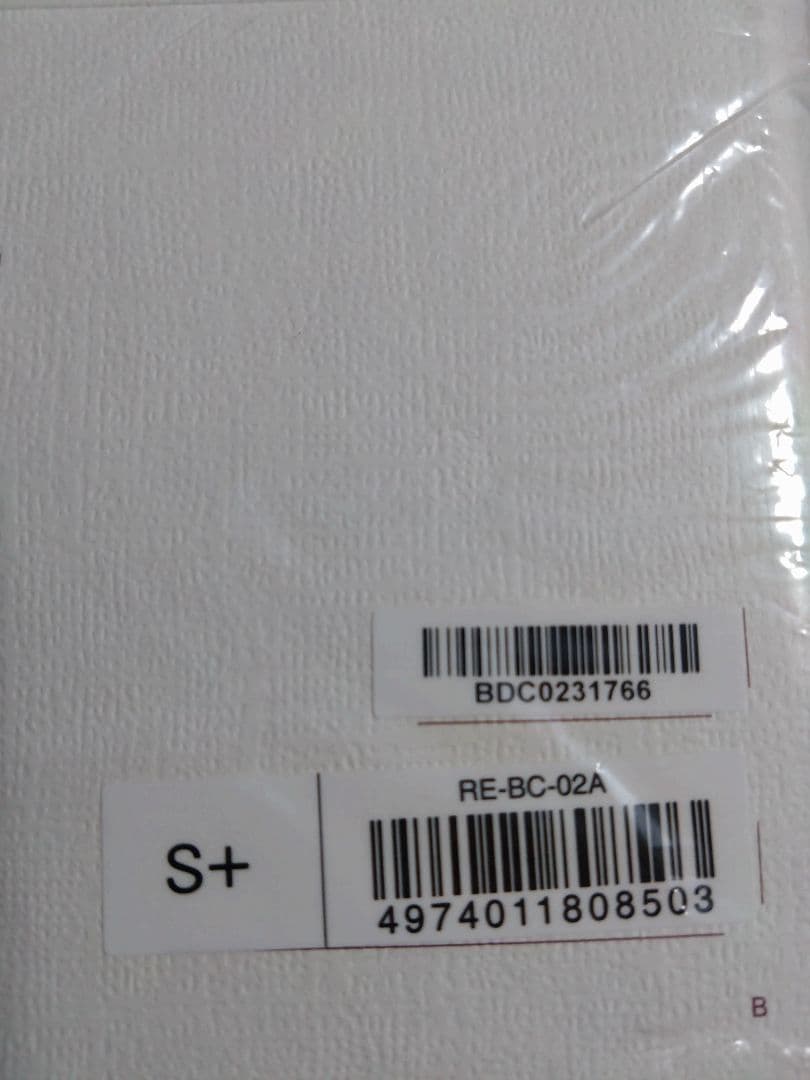 BDC0231766
RE-BC-02A
S+
4974011808503
B